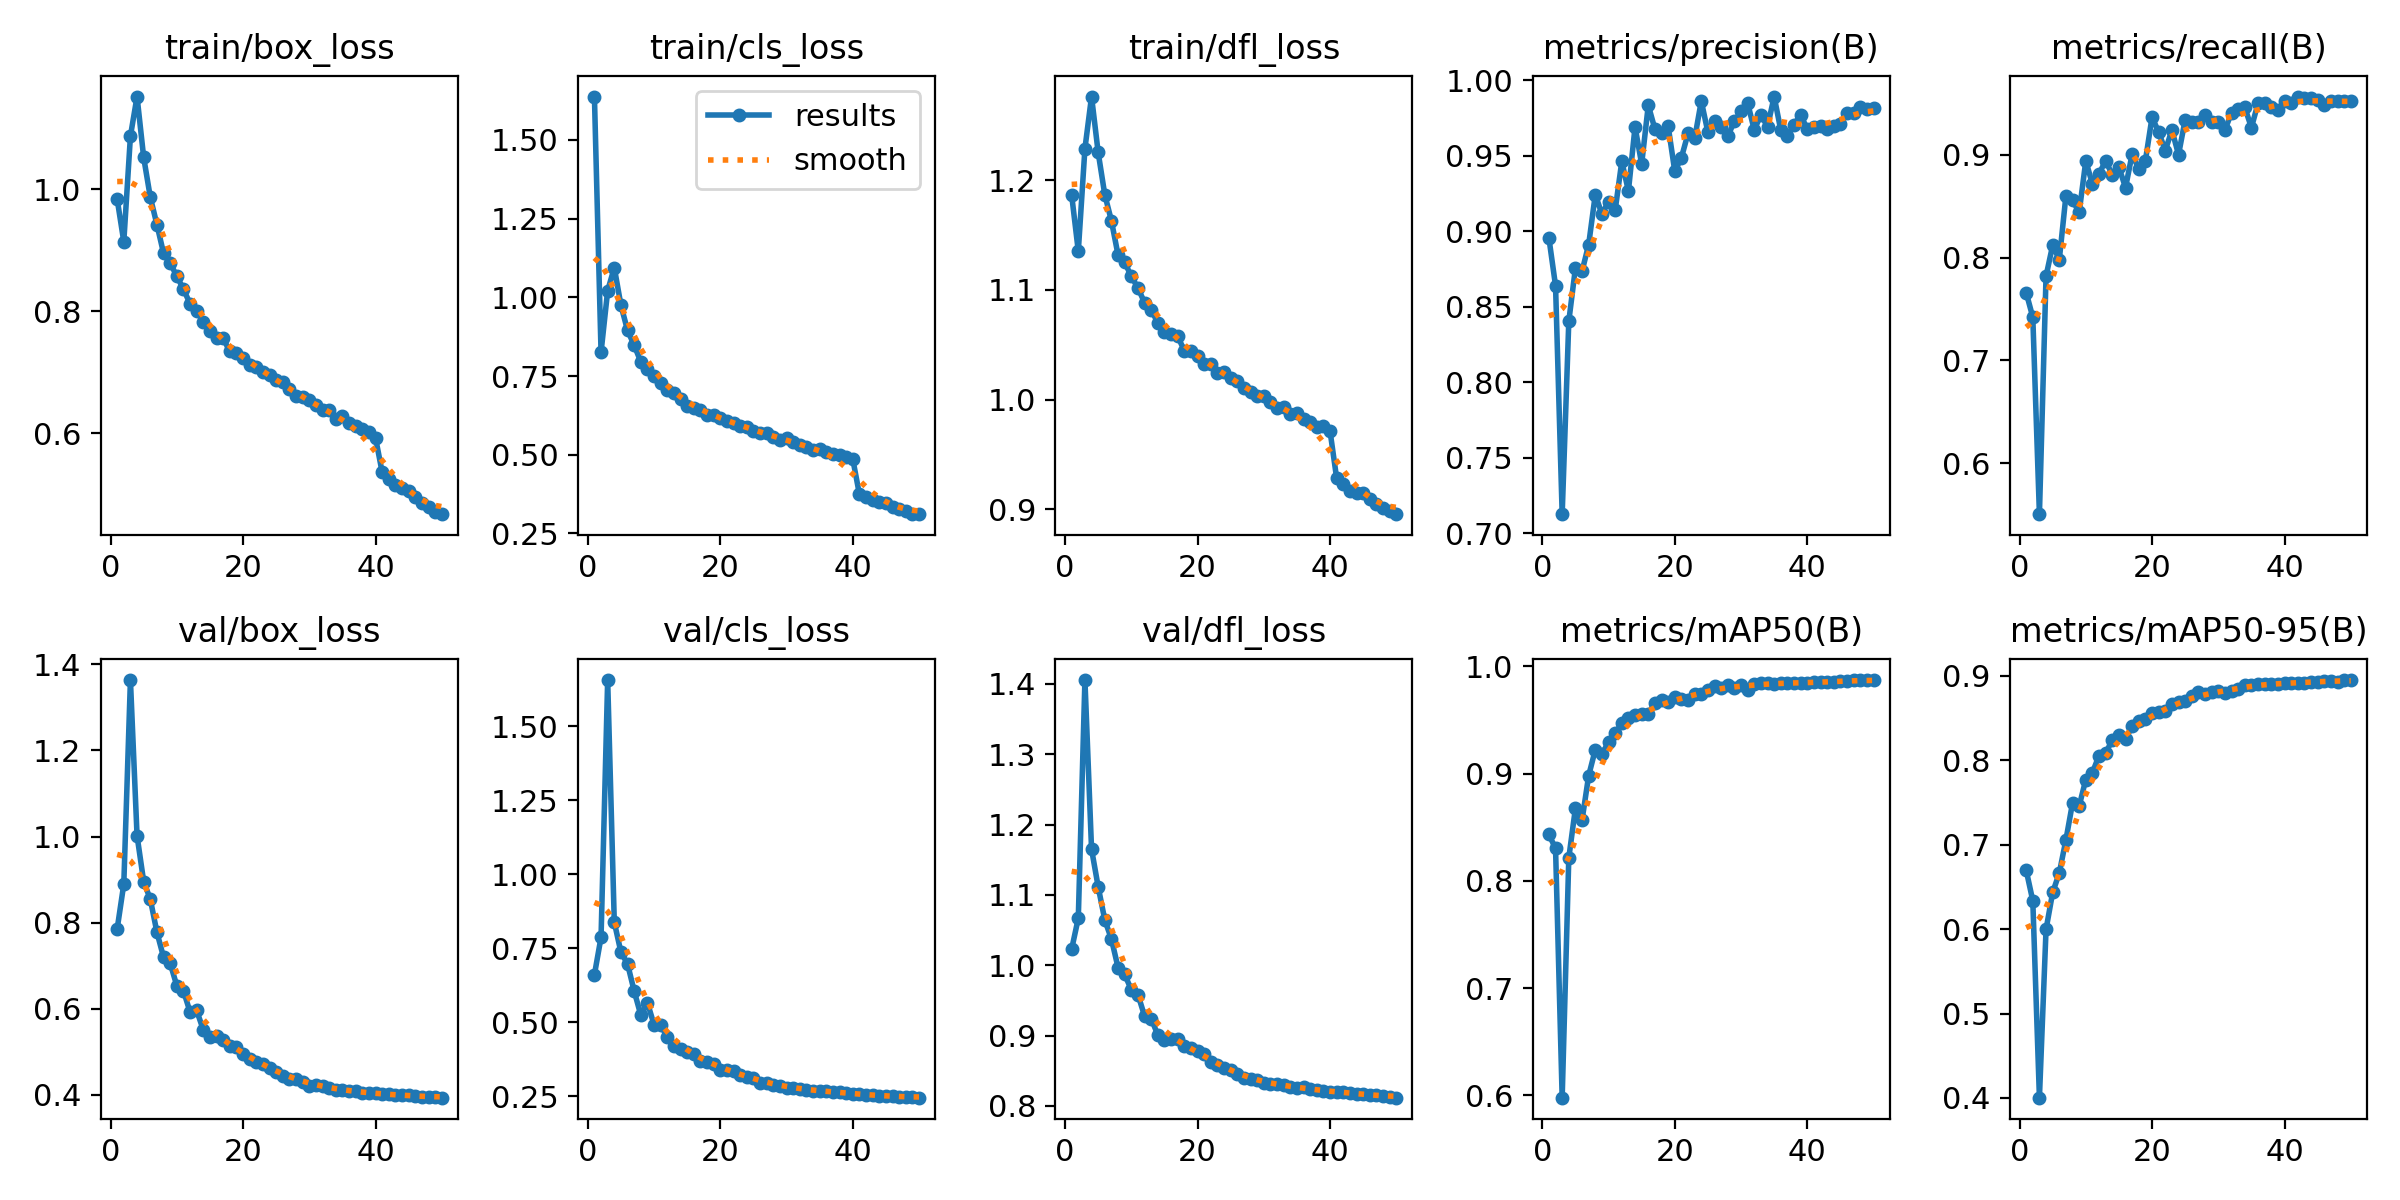 train/box_loss
train/cls_loss
train/dfl_loss
metrics/precision(B)
metrics/recall(B)
1.0
0.8
0.6
0 20 40
1.50
1.25
1.00
0.75
0.50
0.25
0 20 40
results
smooth
1.2
1.1
1.0
0.9
0 20 40
1.00
0.95
0.90
0.85
0.80
0.75
0.70
0 20 40
0.9
0.8
0.7
0.6
0 20 40
val/box_loss
val/cls_loss
val/dfl_loss
metrics/mAP50(B)
metrics/mAP50-95(B)
1.4
1.2
1.0
0.8
0.6
0.4
0 20 40
1.50
1.25
1.00
0.75
0.50
0.25
0 20 40
1.4
1.3
1.2
1.1
1.0
0.9
0.8
0 20 40
1.0
0.9
0.8
0.7
0.6
0 20 40
0.9
0.8
0.7
0.6
0.5
0.4
0 20 40